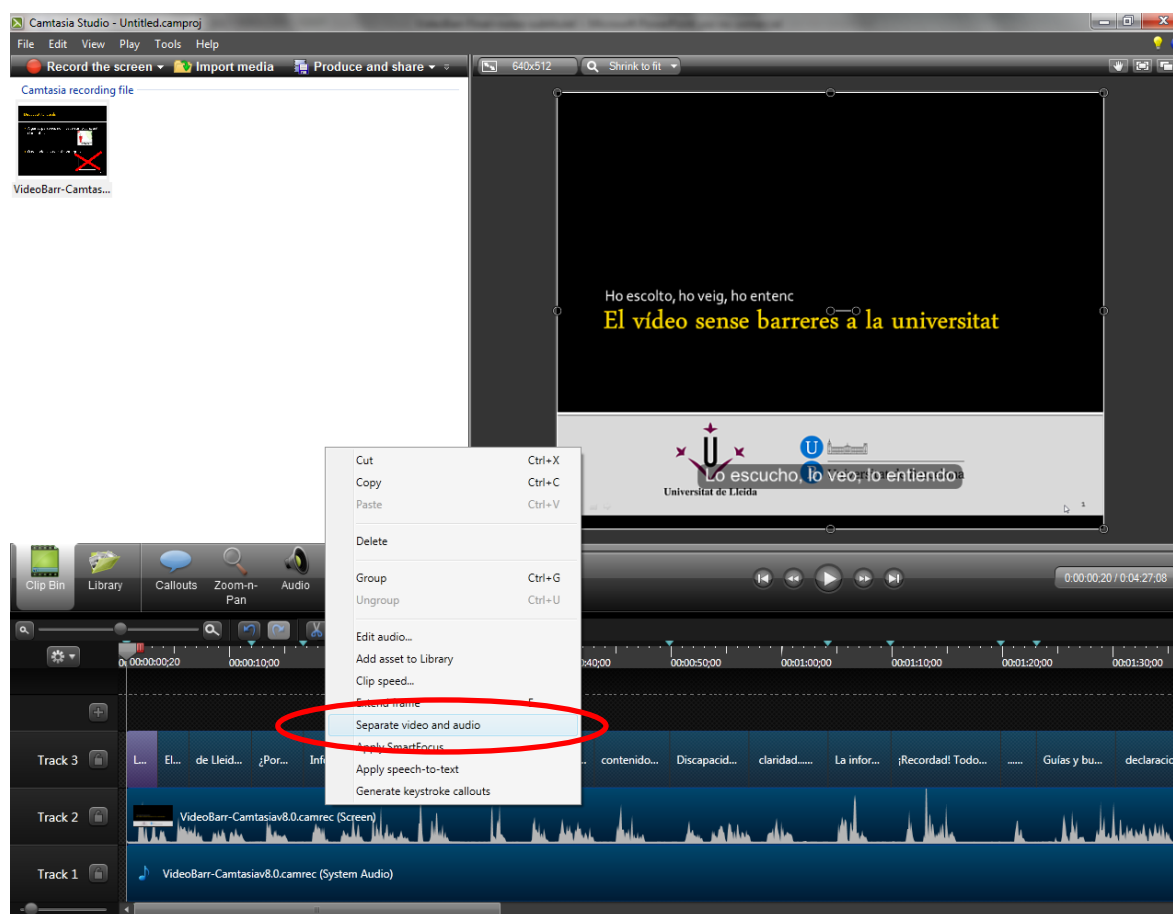 Camtasia Studio - Untitled.camproj
File Edit View Play Tools Help
Record the screen Import media Produce and share
640x512 Shrink to fit
Camtasia recording file
VideoBarr-Camtas...
Ho escolto, ho veig, ho entenc
El vídeo sense barreres a la universitat
Lo escucho, lo veo, lo entiendo
Universitat de Lleida
1
Cut Ctrl+X
Copy Ctrl+C
Paste Ctrl+V
Delete
Group Ctrl+G
Ungroup Ctrl+U
Edit audio...
Add asset to Library
Clip speed...
Extend frame E
Separate video and audio
Apply SmartFocus
Apply speech-to-text
Generate keystroke callouts
Clip Bin Library Callouts Zoom-n-Pan Audio
0:00:00;20 / 0:04:27;08
00:00:00;20 00:00:10;00 0:40;00 00:00:50;00 00:01:00;00 00:01:10;00 00:01:20;00 00:01:30;00
Track 3 L... El... de Lleid... ¿Por... Inf .. contenido... Discapacid... claridad...... La infor... ¡Recordad! Todo... ...... Guías y bu... declaracio
Track 2 VideoBarr-Camtasiav8.0.camrec (Screen)
Track 1 VideoBarr-Camtasiav8.0.camrec (System Audio)